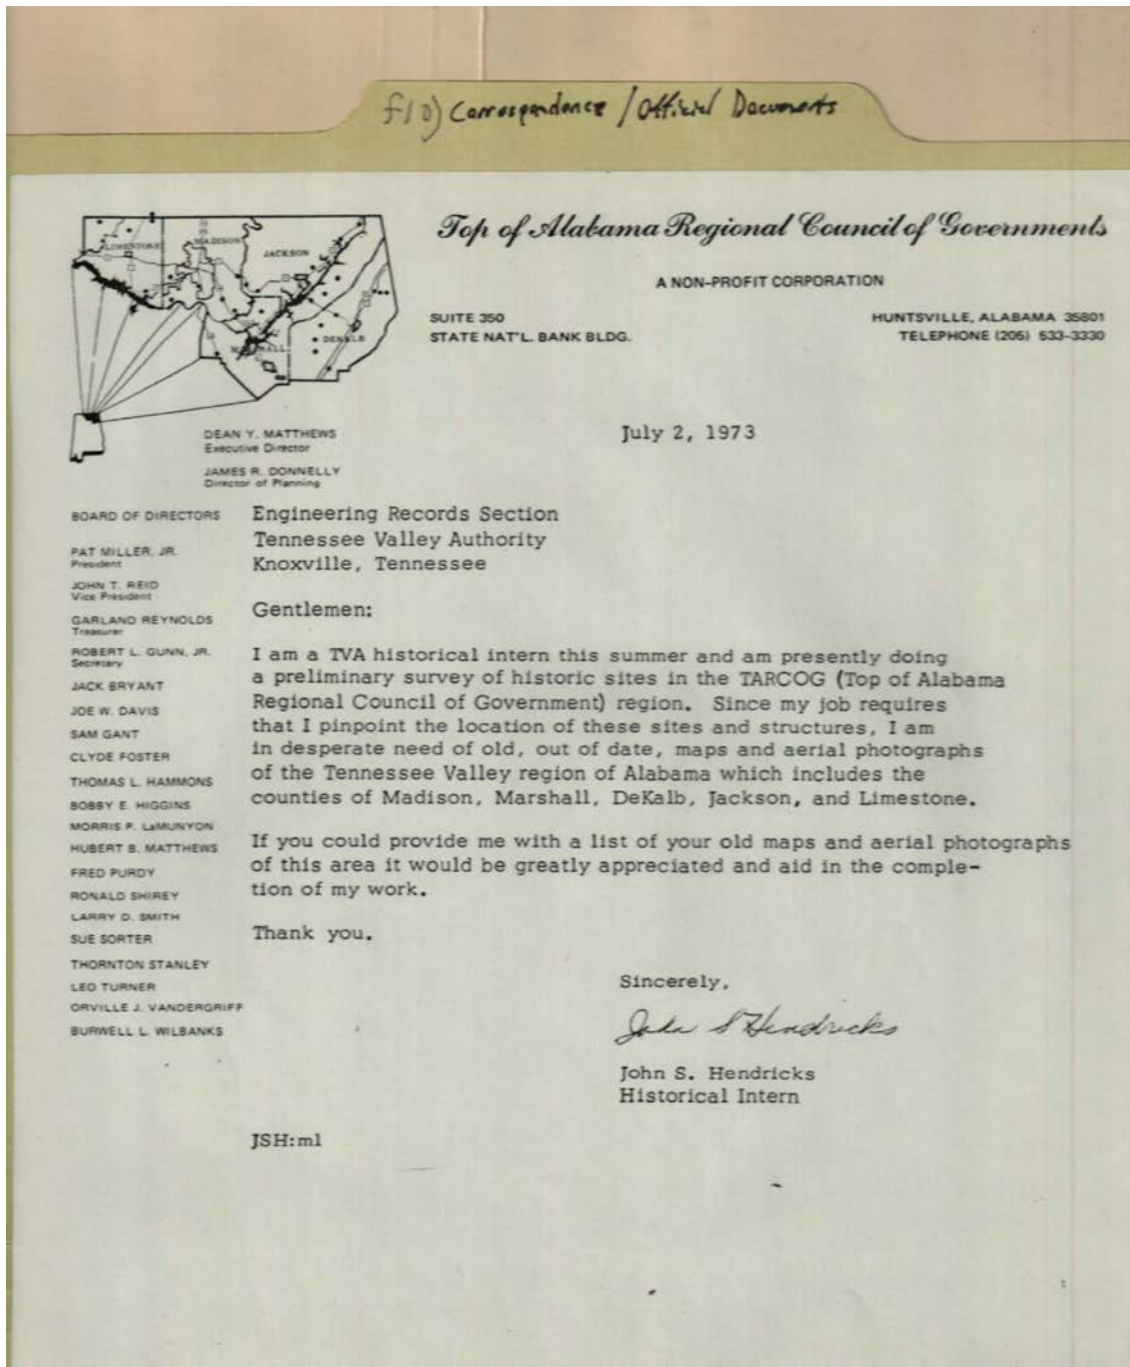 f10) Correspondence / Official Documents
LIMESTONE
MADISON
JACKSON
DEKALB
MARSHALL
Top of Alabama Regional Council of Governments
A NON-PROFIT CORPORATION
SUITE 350
STATE NAT'L. BANK BLDG.
HUNTSVILLE, ALABAMA 35801
TELEPHONE (205) 533-3330
DEAN Y. MATTHEWS
Executive Director
JAMES R. DONNELLY
Director of Planning
July 2, 1973
BOARD OF DIRECTORS
PAT MILLER, JR.
President
JOHN T. REID
Vice President
GARLAND REYNOLDS
Treasurer
ROBERT L. GUNN, JR.
Secretary
JACK BRYANT
JOE W. DAVIS
SAM GANT
CLYDE FOSTER
THOMAS L. HAMMONS
BOBBY E. HIGGINS
MORRIS P. LaMUNYON
HUBERT B. MATTHEWS
FRED PURDY
RONALD SHIREY
LARRY D. SMITH
SUE SORTER
THORNTON STANLEY
LEO TURNER
ORVILLE J. VANDERGRIFF
BURWELL L. WILBANKS
Engineering Records Section
Tennessee Valley Authority
Knoxville, Tennessee
Gentlemen:
I am a TVA historical intern this summer and am presently doing
a preliminary survey of historic sites in the TARCOG (Top of Alabama
Regional Council of Government) region. Since my job requires
that I pinpoint the location of these sites and structures, I am
in desperate need of old, out of date, maps and aerial photographs
of the Tennessee Valley region of Alabama which includes the
counties of Madison, Marshall, DeKalb, Jackson, and Limestone.
If you could provide me with a list of your old maps and aerial photographs
of this area it would be greatly appreciated and aid in the comple-
tion of my work.
Thank you.
Sincerely,
John S Hendricks
John S. Hendricks
Historical Intern
JSH:ml